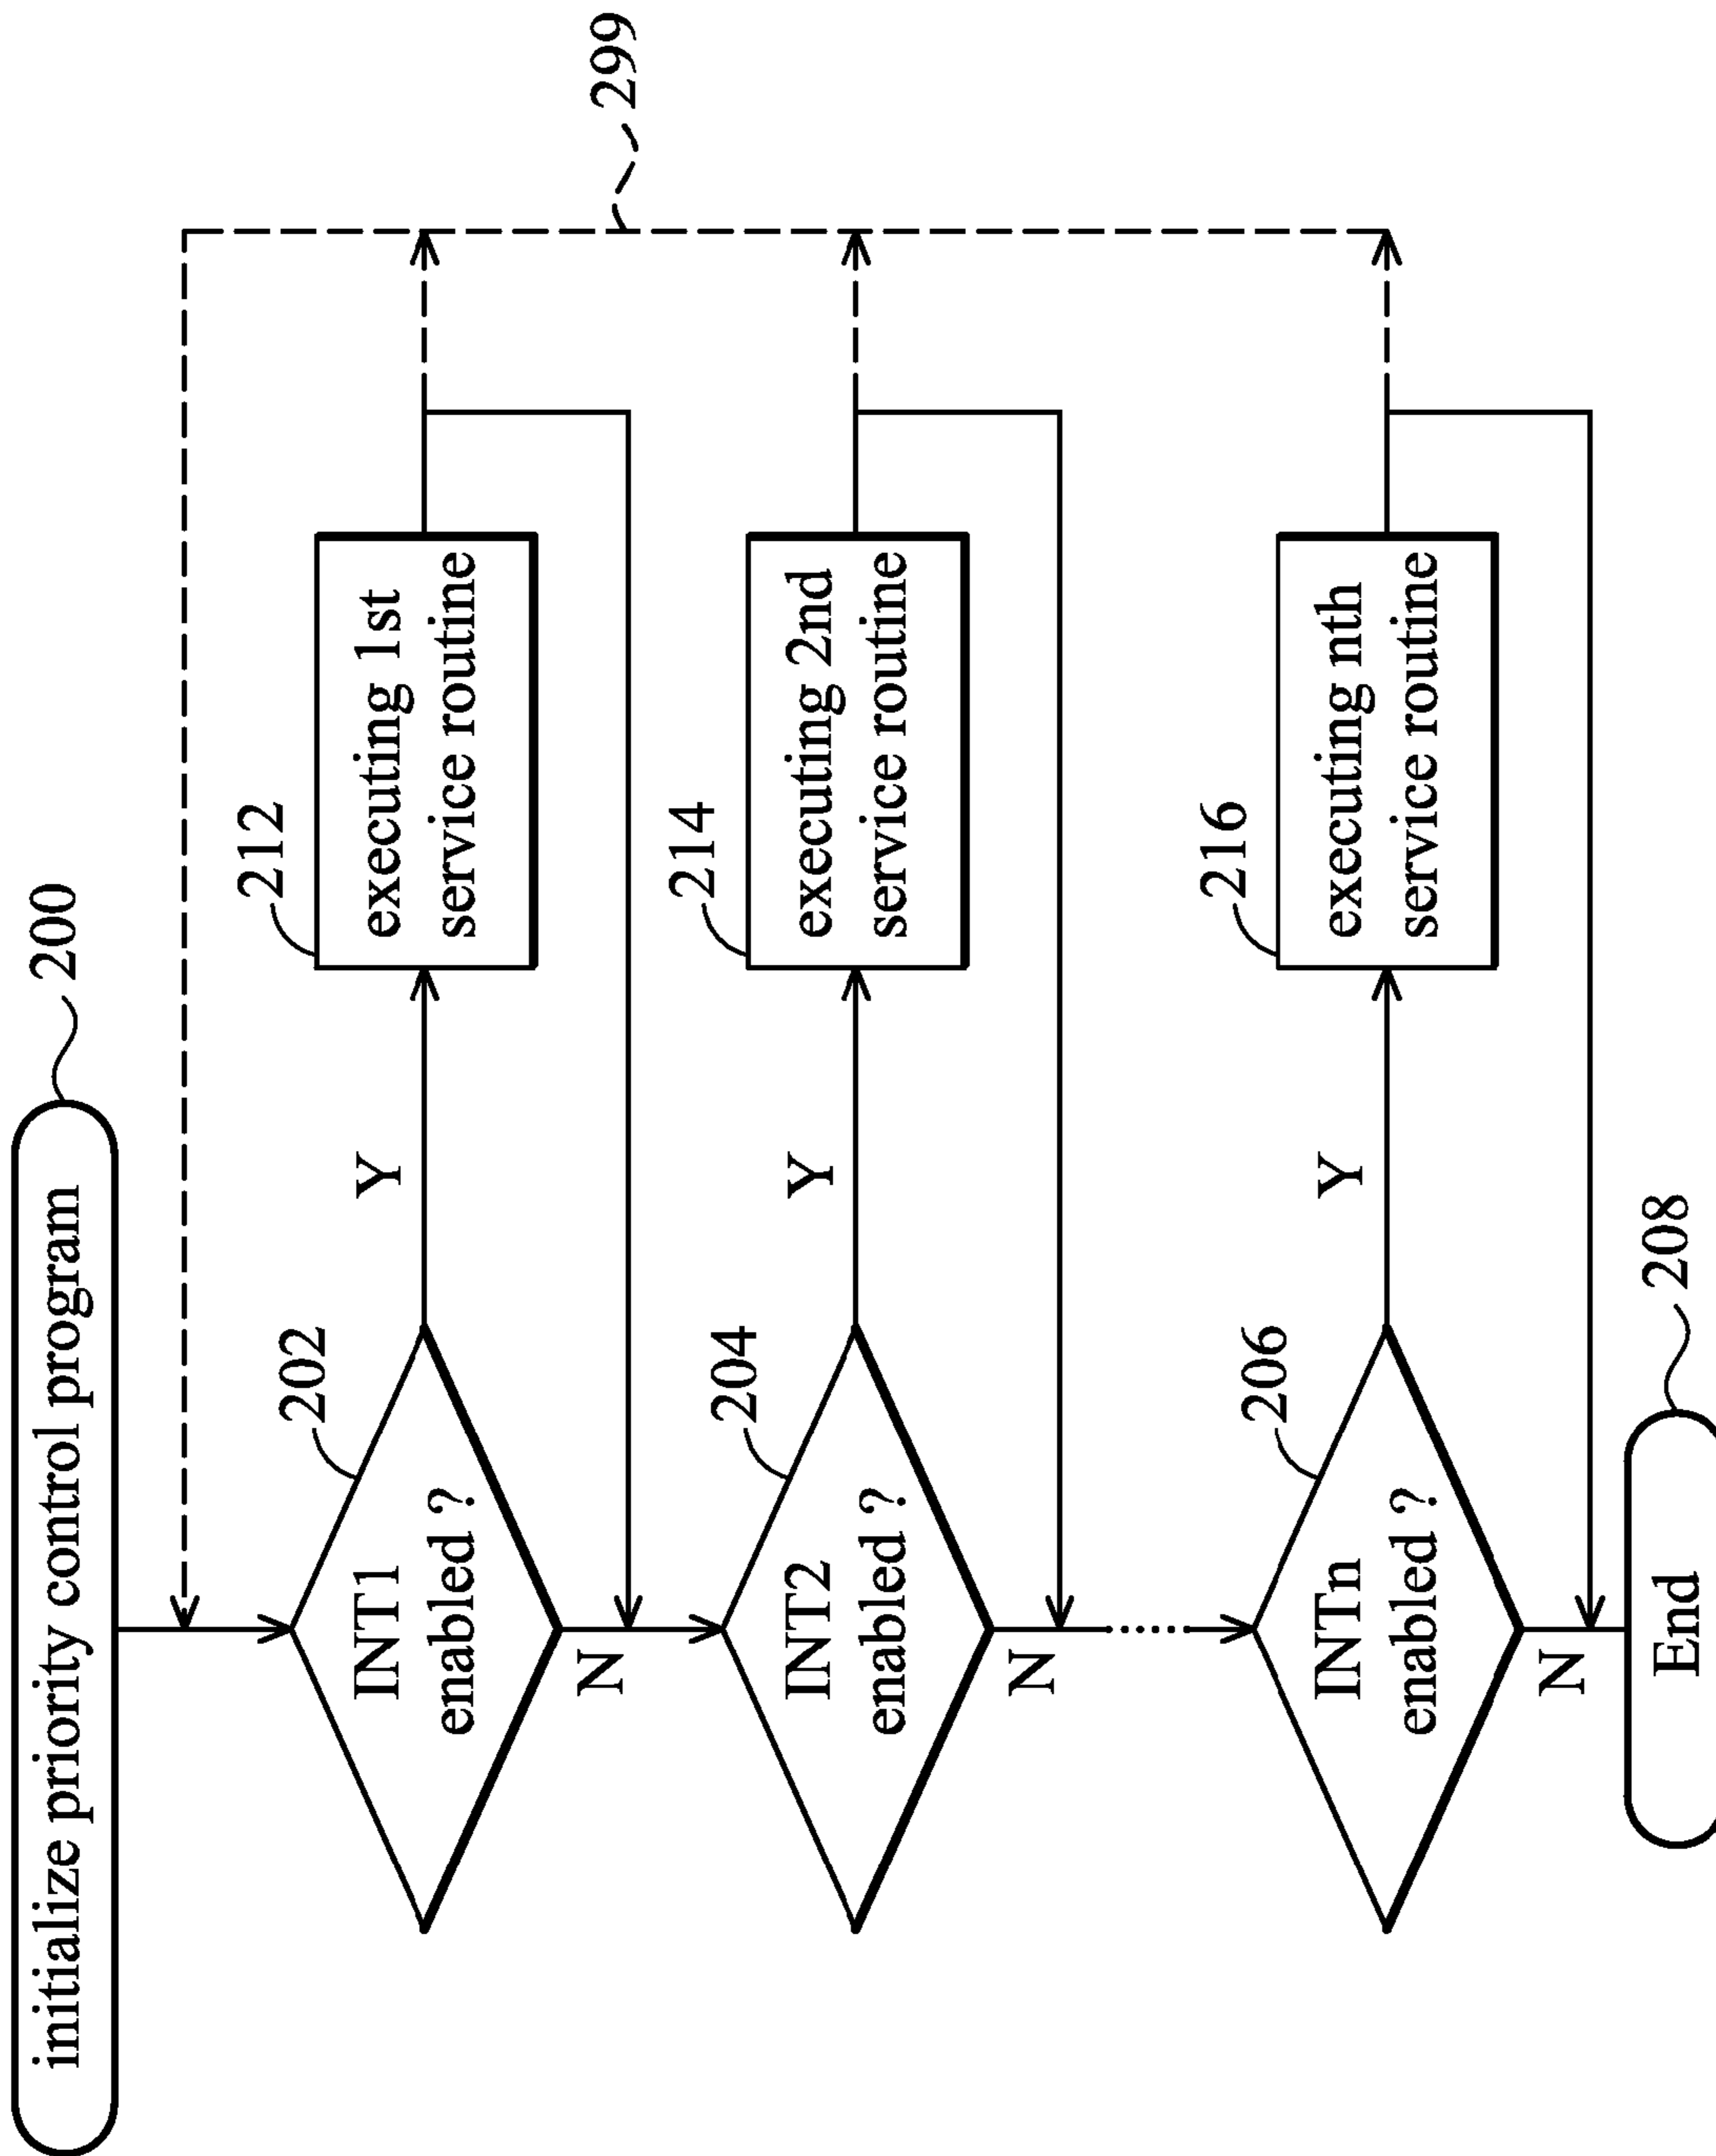 initialize priority control program
200
299
INT1
enabled ?
202
Y
N
212
executing 1st
service routine
INT2
enabled ?
204
Y
N
214
executing 2nd
service routine
INTn
enabled ?
206
Y
N
216
executing nth
service routine
End
208